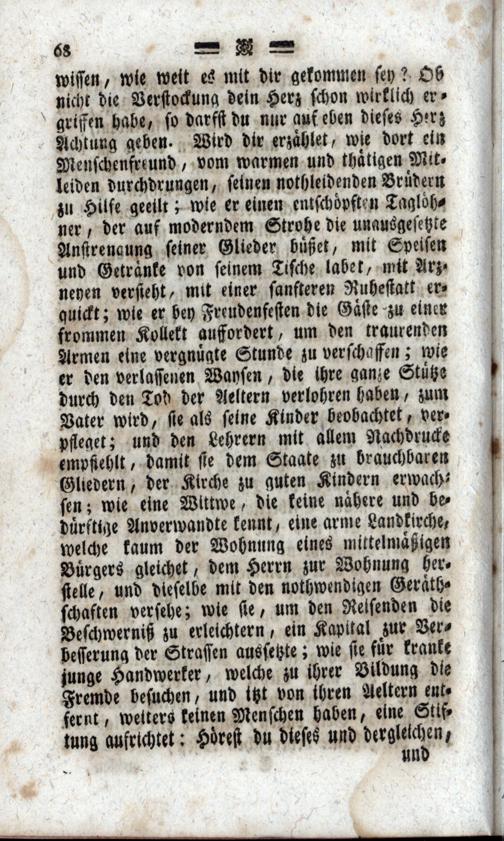 68
wissen, wie weit es mit dir gekommen sey? Ob
nicht die Verstockung dein Herz schon wirklich er-
griffen habe, so darfst du nur auf eben dieses Herz
Achtung geben. Wird dir erzählet, wie dort ein
Menschenfreund, vom warmen und thätigen Mit-
leiden durchdrungen, seinen nothleidenden Brüdern
zu Hilfe geeilt; wie er einen entschöpften Taglöh-
ner, der auf moderndem Strohe die unausgesetzte
Anstrengung seiner Glieder büßet, mit Speisen
und Getränke von seinem Tische labet, mit Arz-
neyen versieht, mit einer sanfteren Ruhestatt er-
quickt; wie er bey Freudenfesten die Gäste zu einer
frommen Kollekt auffordert, um den traurenden
Armen eine vergnügte Stunde zu verschaffen; wie
er den verlassenen Waysen, die ihre ganze Stütze
durch den Tod der Aeltern verlohren haben, zum
Vater wird, sie als seine Kinder beobachtet, ver-
pfleget; und den Lehrern mit allem Nachdrucke
empfiehlt, damit sie dem Staate zu brauchbaren
Gliedern, der Kirche zu guten Kindern erwach-
sen; wie eine Wittwe, die keine nähere und be-
dürftige Anverwandte kennt, eine arme Landkirche,
welche kaum der Wohnung eines mittelmäßigen
Bürgers gleichet, dem Herrn zur Wohnung her-
stelle, und dieselbe mit den nothwendigen Geräth-
schaften versehe; wie sie, um den Reisenden die
Beschwerniß zu erleichtern, ein Kapital zur Ver-
besserung der Strassen aussetzte; wie sie für kranke
junge Handwerker, welche zu ihrer Bildung die
Fremde besuchen, und itzt von ihren Aeltern ent-
fernt, weiters keinen Menschen haben, eine Stif-
tung aufrichtet: Hörest du dieses und dergleichen,
und